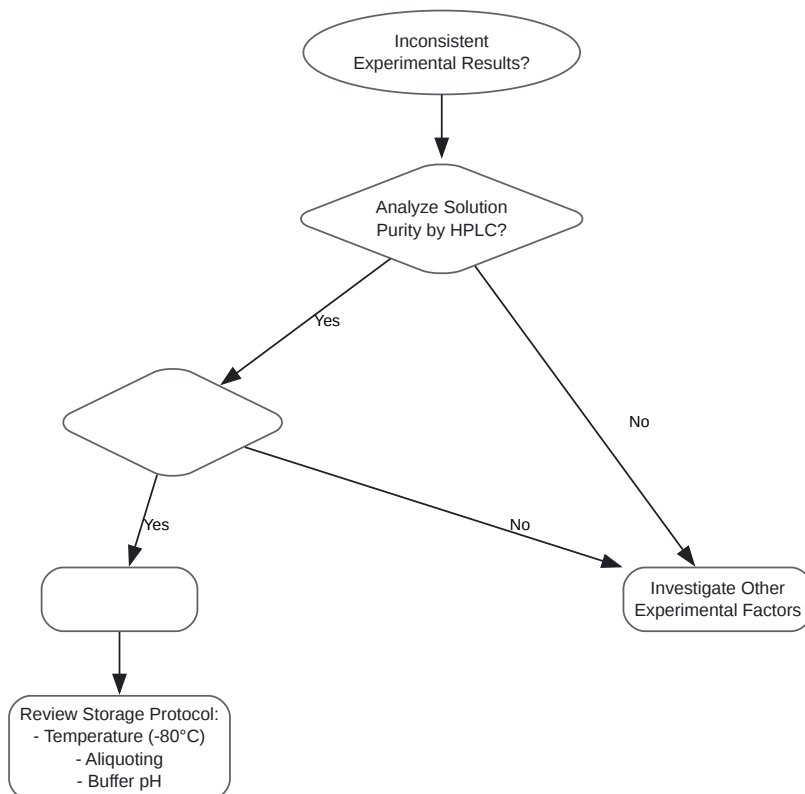 Inconsistent
Experimental Results?
Analyze Solution
Purity by HPLC?
Yes
No
Yes
No
Investigate Other
Experimental Factors
Review Storage Protocol:
- Temperature (-80°C)
- Aliquoting
- Buffer pH